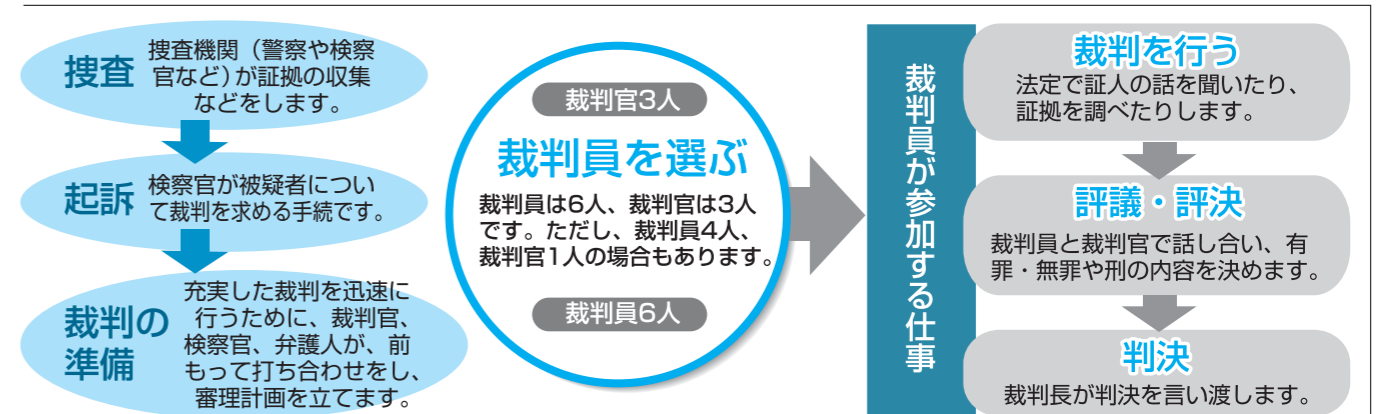 捜査
捜査機関（警察や検察
官など）が証拠の収集
などをします。
起訴
検察官が被疑者につい
て裁判を求める手続です。
裁判の
準備
充実した裁判を迅速に
行うために、裁判官、
検察官、弁護人が、前
もって打ち合わせをし、
審理計画を立てます。
裁判官3人
裁判員を選ぶ
裁判員は6人、裁判官は3人
です。ただし、裁判員4人、
裁判官1人の場合もあります。
裁判員6人
裁判員が参加する仕事
裁判を行う
法定で証人の話を聞いたり、
証拠を調べたりします。
評議・評決
裁判員と裁判官で話し合い、有
罪・無罪や刑の内容を決めます。
判決
裁判長が判決を言い渡します。